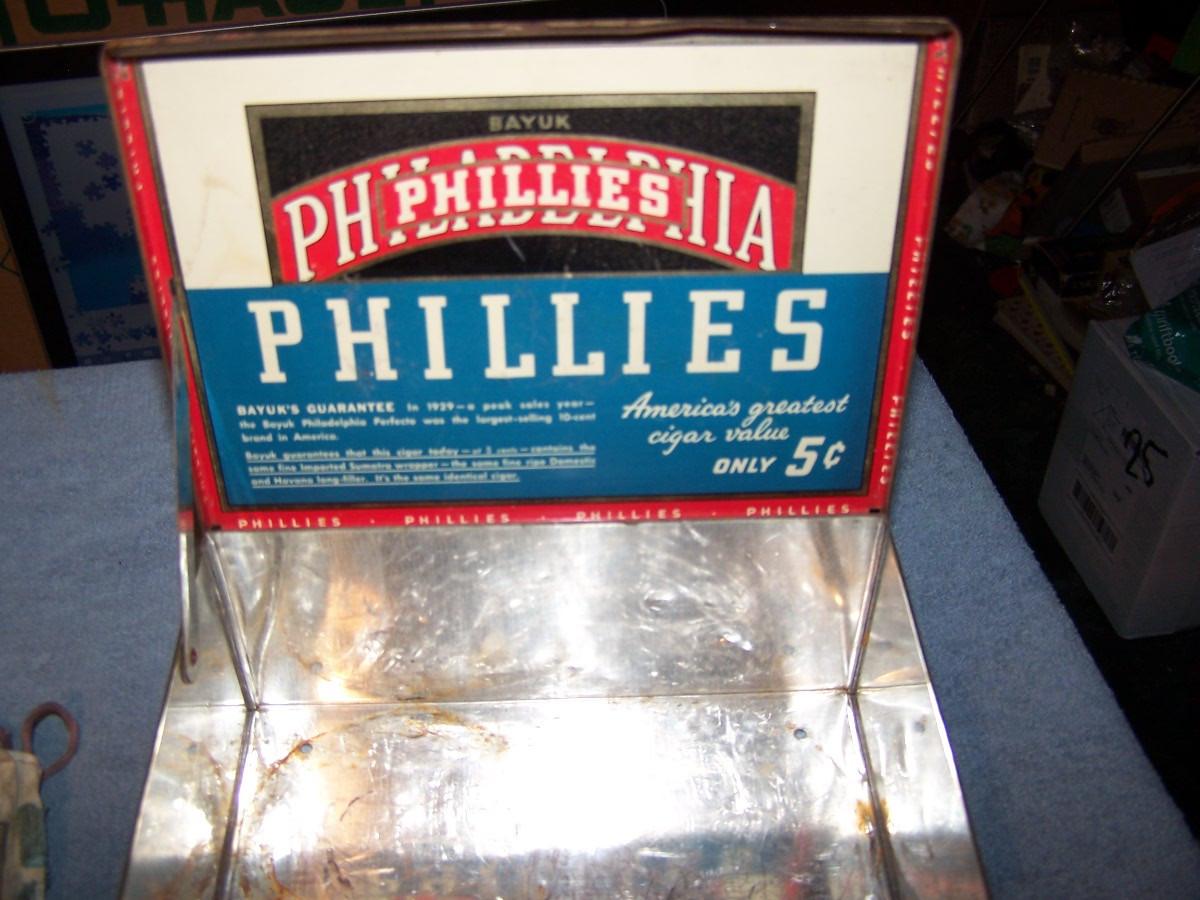 BAYUK
PHILADELPHIA
PHILLIES
PHILLIES
BAYUK'S GUARANTEE In 1929—a peak sales year—
the Bayuk Philadelphia Perfecto was the largest-selling 10-cent
brand in America.
Bayuk guarantees that this cigar today—at 5 cents—contains the
same fine Imported Sumatra wrapper—the same fine ripe Domestic
and Havana long-filler. It's the same identical cigar.
America's greatest
cigar value
ONLY 5¢
PHILLIES · PHILLIES · PHILLIES · PHILLIES
PHILLIES
PHILLIES
PHILLIES
25